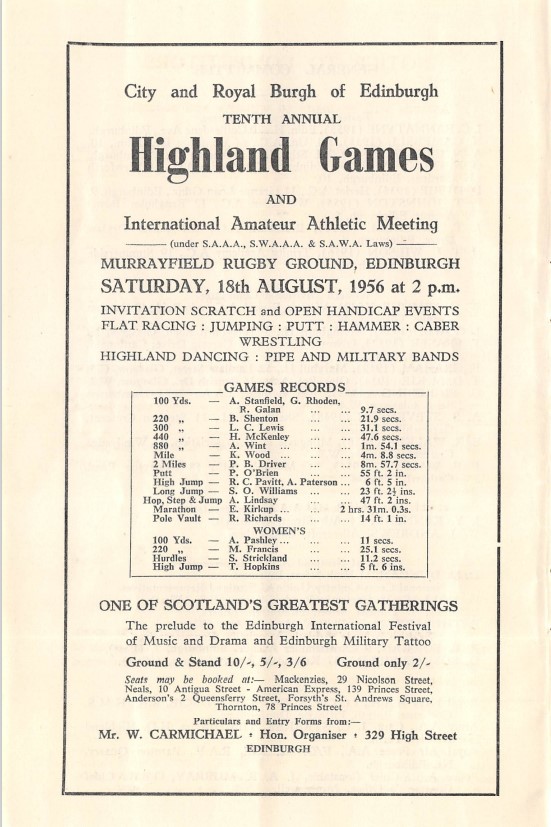 City and Royal Burgh of Edinburgh
TENTH ANNUAL
Highland Games
AND
International Amateur Athletic Meeting
(under S.A.A.A., S.W.A.A.A. & S.A.W.A. Laws)
MURRAYFIELD RUGBY GROUND, EDINBURGH
SATURDAY, 18th AUGUST, 1956 at 2 p.m.
INVITATION SCRATCH and OPEN HANDICAP EVENTS
FLAT RACING : JUMPING : PUTT : HAMMER : CABER
WRESTLING
HIGHLAND DANCING : PIPE AND MILITARY BANDS
GAMES RECORDS
100 Yds. — A. Stanfield, G. Rhoden,
R. Galan ... ... 9.7 secs.
220 „ — B. Shenton ... ... 21.9 secs.
300 „ — L. C. Lewis ... ... 31.1 secs.
440 „ — H. McKenley ... ... 47.6 secs.
880 „ — A. Wint ... ... ... 1m. 54.1 secs.
Mile — K. Wood ... ... ... 4m. 8.8 secs.
2 Miles — P. B. Driver ... ... 8m. 57.7 secs.
Putt — P. O'Brien ... ... 55 ft. 2 in.
High Jump — R. C. Pavitt, A. Paterson ... 6 ft. 5 in.
Long Jump — S. O. Williams ... ... 23 ft. 2½ ins.
Hop, Step & Jump A. Lindsay ... ... 47 ft. 2 ins.
Marathon — E. Kirkup ... ... 2 hrs. 31m. 0.3s.
Pole Vault — R. Richards ... ... 14 ft. 1 in.
WOMEN'S
100 Yds. — A. Pashley ... ... ... 11 secs.
220 „ — M. Francis ... ... 25.1 secs.
Hurdles — S. Strickland ... ... 11.2 secs.
High Jump — T. Hopkins ... ... 5 ft. 6 ins.
ONE OF SCOTLAND'S GREATEST GATHERINGS
The prelude to the Edinburgh International Festival
of Music and Drama and Edinburgh Military Tattoo
Ground & Stand 10/-, 5/-, 3/6 Ground only 2/-
Seats may be booked at:— Mackenzies, 29 Nicolson Street,
Neals, 10 Antigua Street - American Express, 139 Princes Street,
Anderson's 2 Queensferry Street, Forsyth's St. Andrews Square,
Thornton, 78 Princes Street
Particulars and Entry Forms from:—
Mr. W. CARMICHAEL : Hon. Organiser : 329 High Street
EDINBURGH